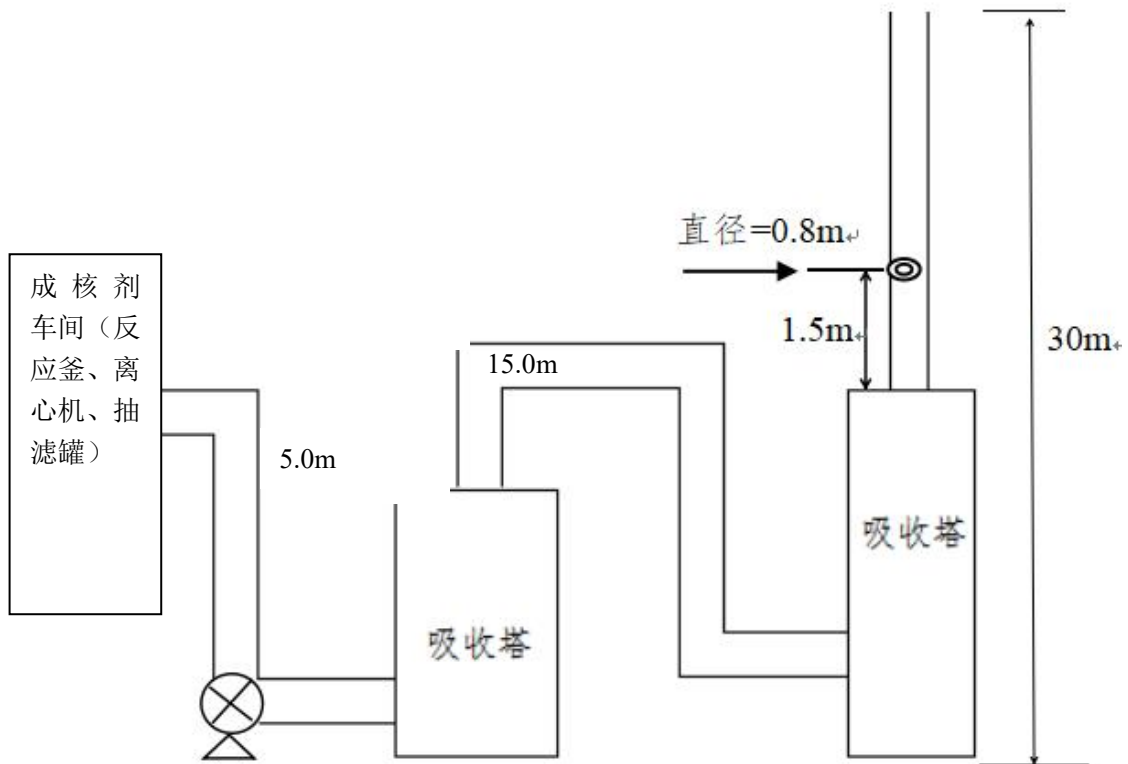 成核剂
车间（反
应釜、离
心机、抽
滤罐）
5.0m
15.0m
吸收塔
直径=0.8m
1.5m
30m
吸收塔